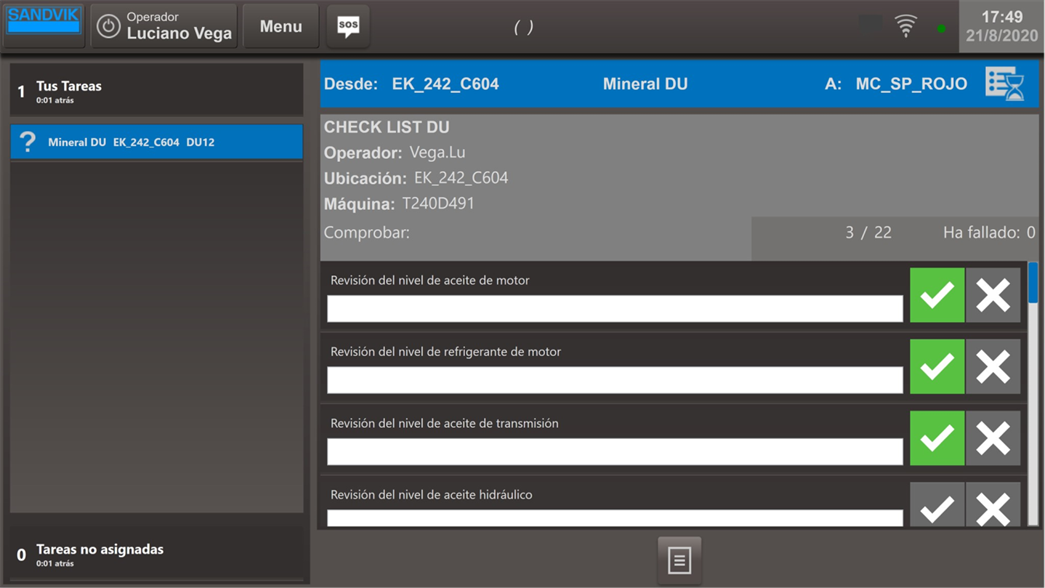 SANDVIK
Operador
Luciano Vega
Menu
SOS
( )
17:49
21/8/2020
1 Tus Tareas
0:01 atrás
? Mineral DU EK_242_C604 DU12
0 Tareas no asignadas
0:01 atrás
Desde: EK_242_C604 Mineral DU A: MC_SP_ROJO
CHECK LIST DU
Operador: Vega.Lu
Ubicación: EK_242_C604
Máquina: T240D491
Comprobar: 3 / 22 Ha fallado: 0
Revisión del nivel de aceite de motor
Revisión del nivel de refrigerante de motor
Revisión del nivel de aceite de transmisión
Revisión del nivel de aceite hidráulico